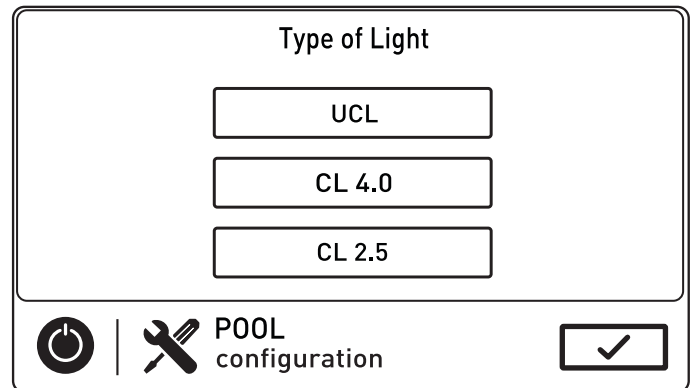 Type of Light
UCL
CL 4.0
CL 2.5
POOL
configuration